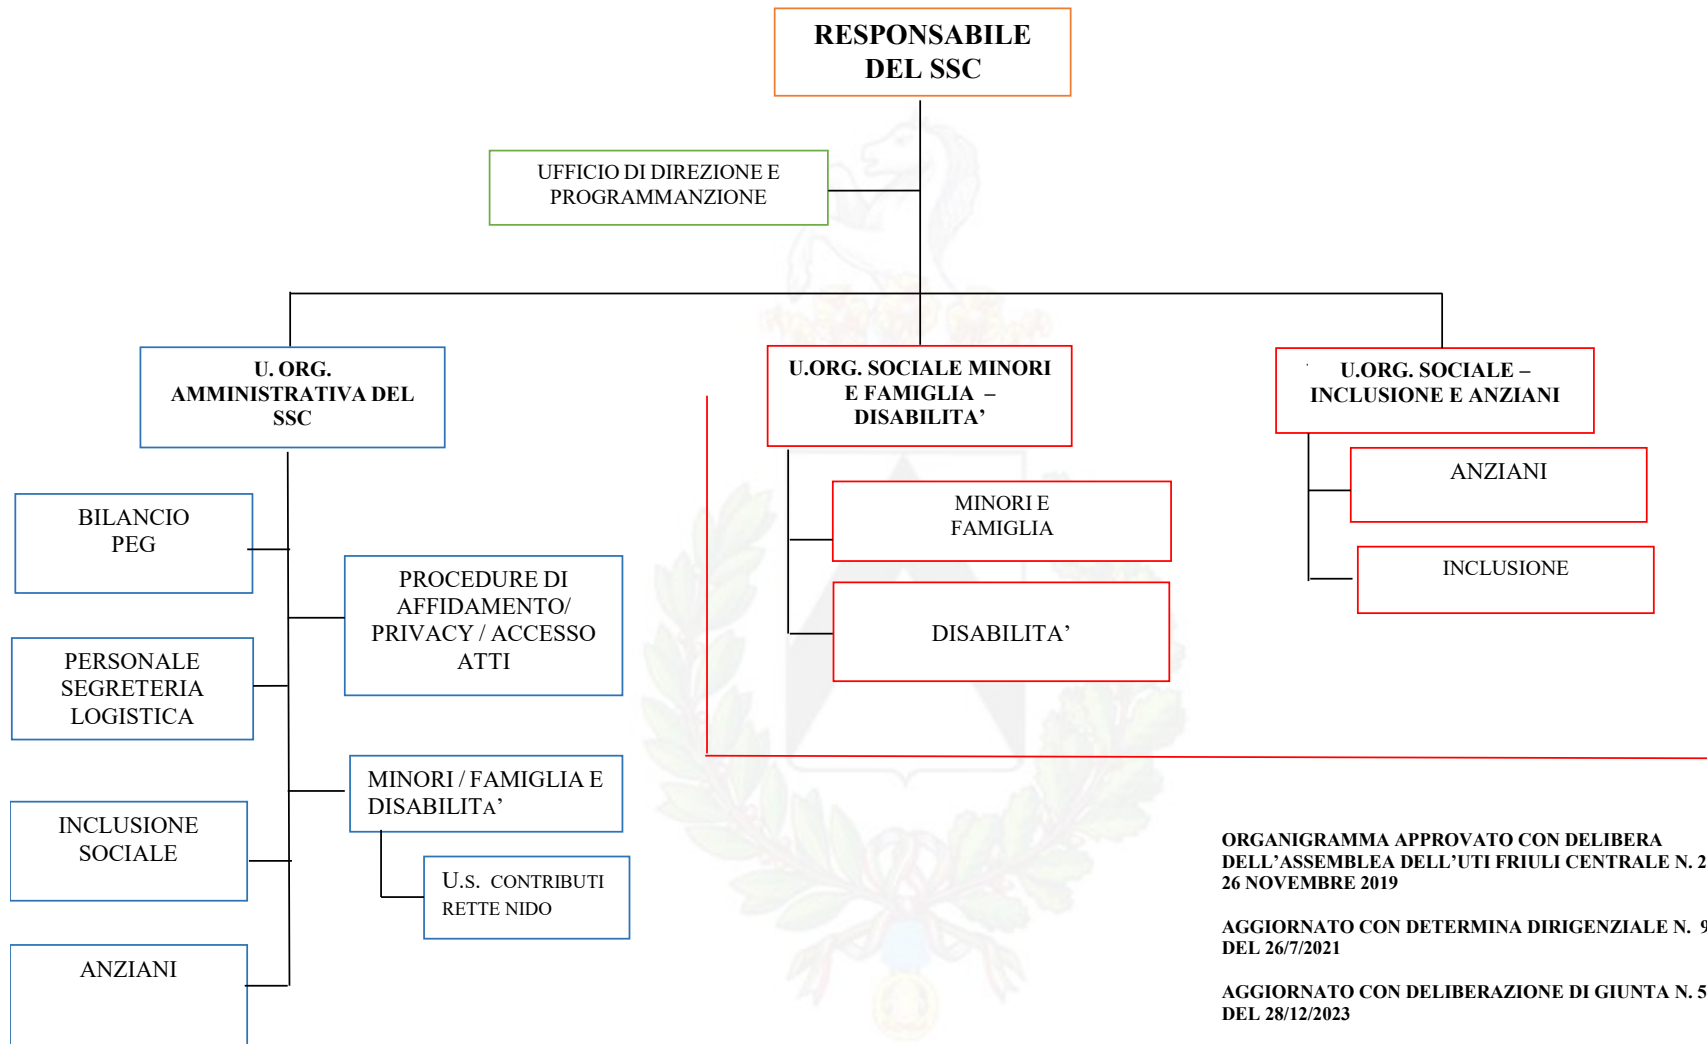 RESPONSABILE
DEL SSC
UFFICIO DI DIREZIONE E
PROGRAMMANZIONE
U. ORG.
AMMINISTRATIVA DEL
SSC
U.ORG. SOCIALE MINORI
E FAMIGLIA –
DISABILITA’
U.ORG. SOCIALE –
INCLUSIONE E ANZIANI
BILANCIO
PEG
PROCEDURE DI
AFFIDAMENTO/
PRIVACY / ACCESSO
ATTI
PERSONALE
SEGRETERIA
LOGISTICA
MINORI / FAMIGLIA E
DISABILITA’
INCLUSIONE
SOCIALE
U.S. CONTRIBUTI
RETTE NIDO
ANZIANI
MINORI E
FAMIGLIA
DISABILITA’
ANZIANI
INCLUSIONE
ORGANIGRAMMA APPROVATO CON DELIBERA
DELL’ASSEMBLEA DELL’UTI FRIULI CENTRALE N. 2
26 NOVEMBRE 2019
AGGIORNATO CON DETERMINA DIRIGENZIALE N. 9
DEL 26/7/2021
AGGIORNATO CON DELIBERAZIONE DI GIUNTA N. 5
DEL 28/12/2023